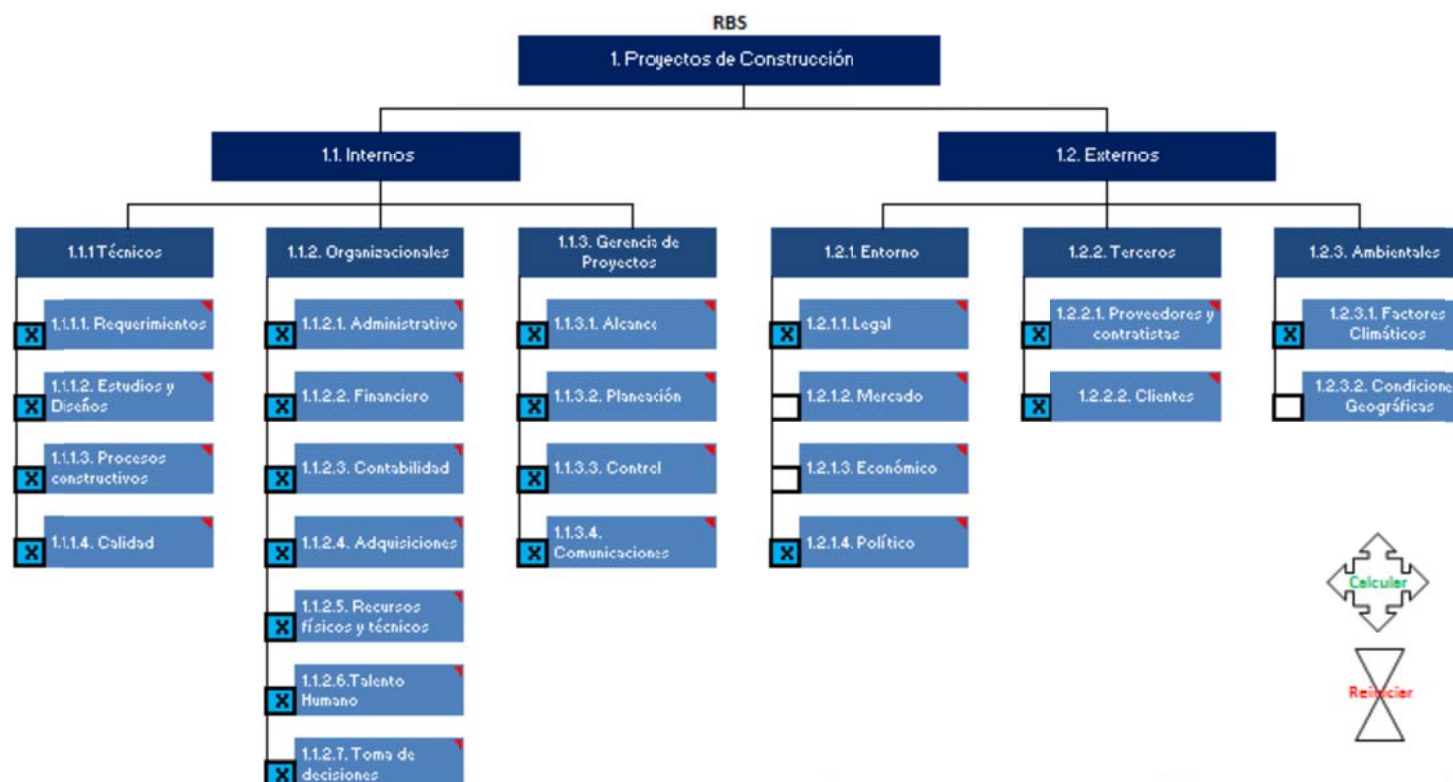 RBS
1. Proyectos de Construcción
1.1. Internos
1.2. Externos
1.1.1 Técnicos
1.1.2. Organizacionales
1.1.3. Gerencia de
Proyectos
1.2.1. Entorno
1.2.2. Terceros
1.2.3. Ambientales
X
1.1.1.1. Requerimientos
X
1.1.1.2. Estudios y
Diseños
X
1.1.1.3. Procesos
constructivos
X
1.1.1.4. Calidad
X
1.1.2.1. Administrativo
X
1.1.2.2. Financiero
X
1.1.2.3. Contabilidad
X
1.1.2.4. Adquisiciones
X
1.1.2.5. Recursos
físicos y técnicos
X
1.1.2.6.Talento
Humano
X
1.1.2.7. Toma de
decisiones
X
1.1.3.1. Alcance
X
1.1.3.2. Planeación
X
1.1.3.3. Control
X
1.1.3.4.
Comunicaciones
X
1.2.1.1. Legal
1.2.1.2. Mercado
1.2.1.3. Económico
X
1.2.1.4. Político
X
1.2.2.1. Proveedores y
contratistas
X
1.2.2.2. Clientes
X
1.2.3.1. Factores
Climáticos
1.2.3.2. Condicione
Geográficas
Calcular
Reiniciar